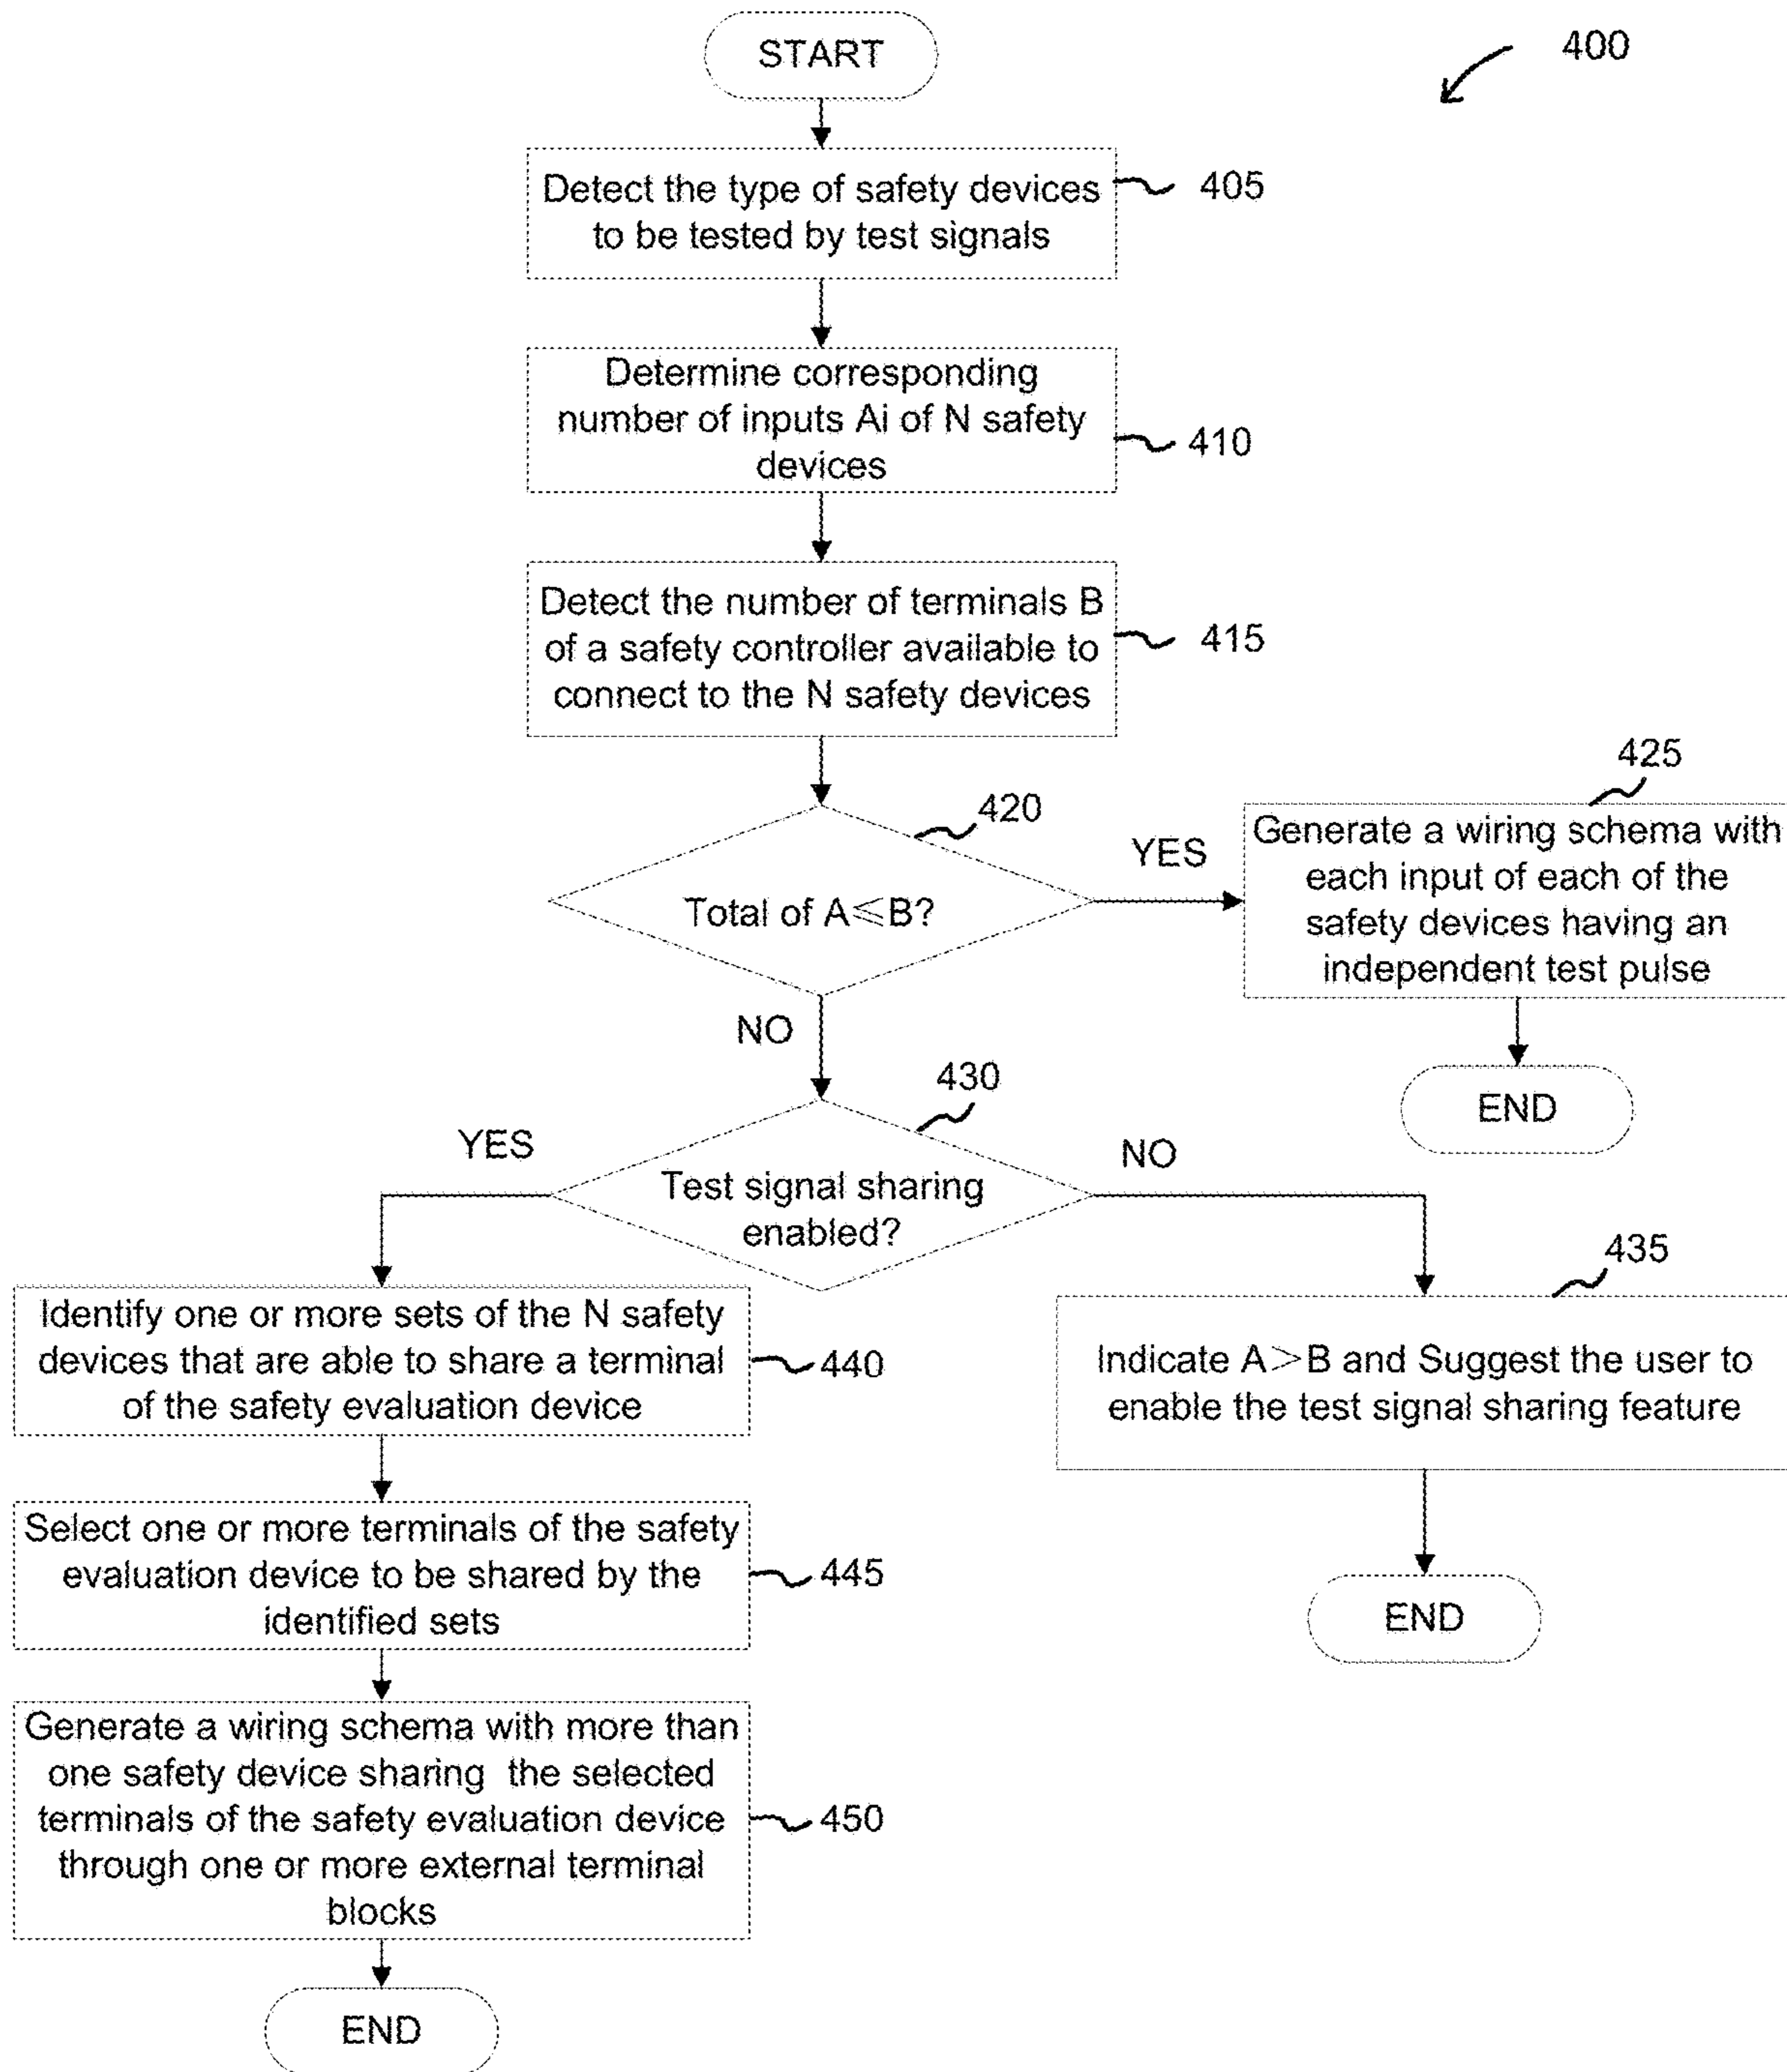 START
400
Detect the type of safety devices
to be tested by test signals
405
Determine corresponding
number of inputs Ai of N safety
devices
410
Detect the number of terminals B
of a safety controller available to
connect to the N safety devices
415
420
Total of A⩽B?
YES
425
Generate a wiring schema with
each input of each of the
safety devices having an
independent test pulse
END
NO
430
Test signal sharing
enabled?
YES
NO
435
Indicate A>B and Suggest the user to
enable the test signal sharing feature
END
Identify one or more sets of the N safety
devices that are able to share a terminal
of the safety evaluation device
440
Select one or more terminals of the safety
evaluation device to be shared by the
identified sets
445
Generate a wiring schema with more than
one safety device sharing the selected
terminals of the safety evaluation device
through one or more external terminal
blocks
450
END